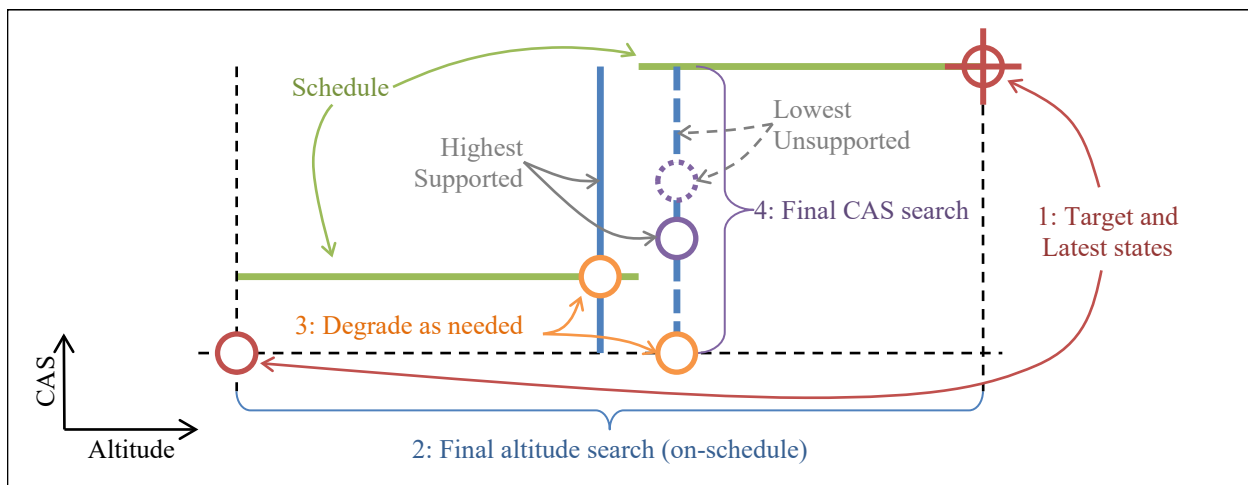 Schedule
Lowest
Unsupported
Highest
Supported
4: Final CAS search
1: Target and
Latest states
3: Degrade as needed
CAS
Altitude
2: Final altitude search (on-schedule)